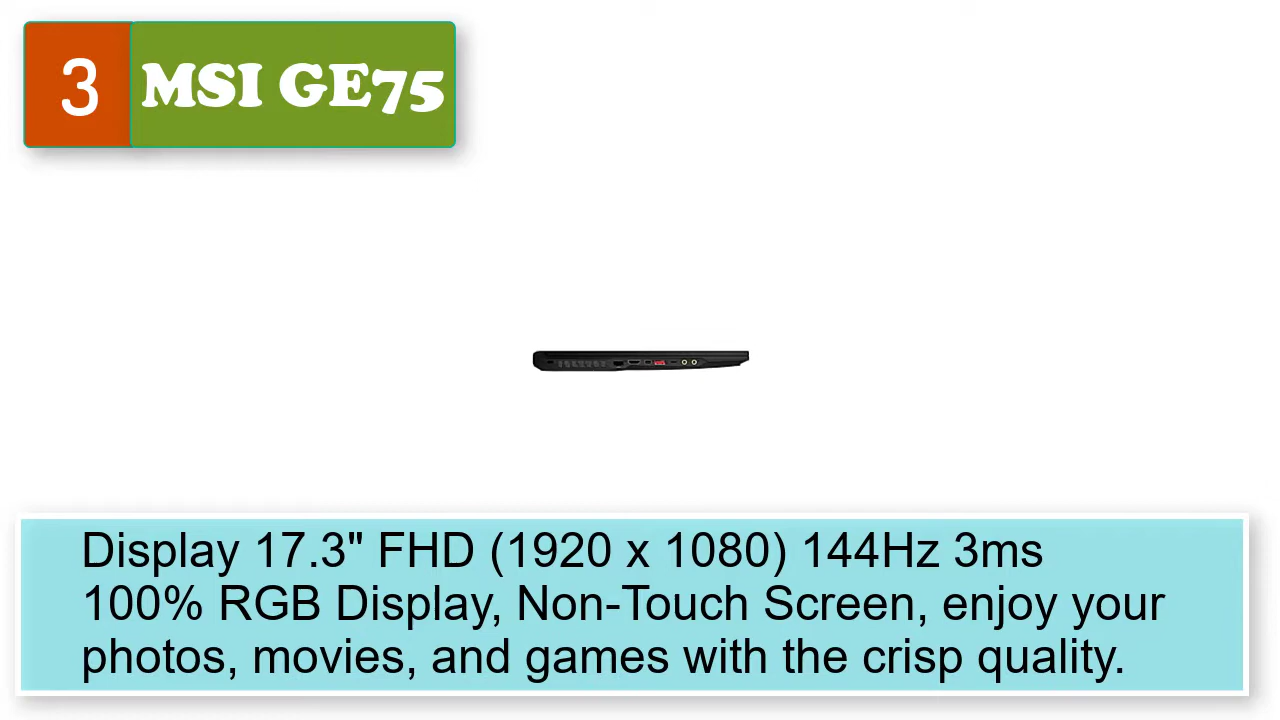 3
MSI GE75
Display 17.3" FHD (1920 x 1080) 144Hz 3ms
100% RGB Display, Non-Touch Screen, enjoy your
photos, movies, and games with the crisp quality.